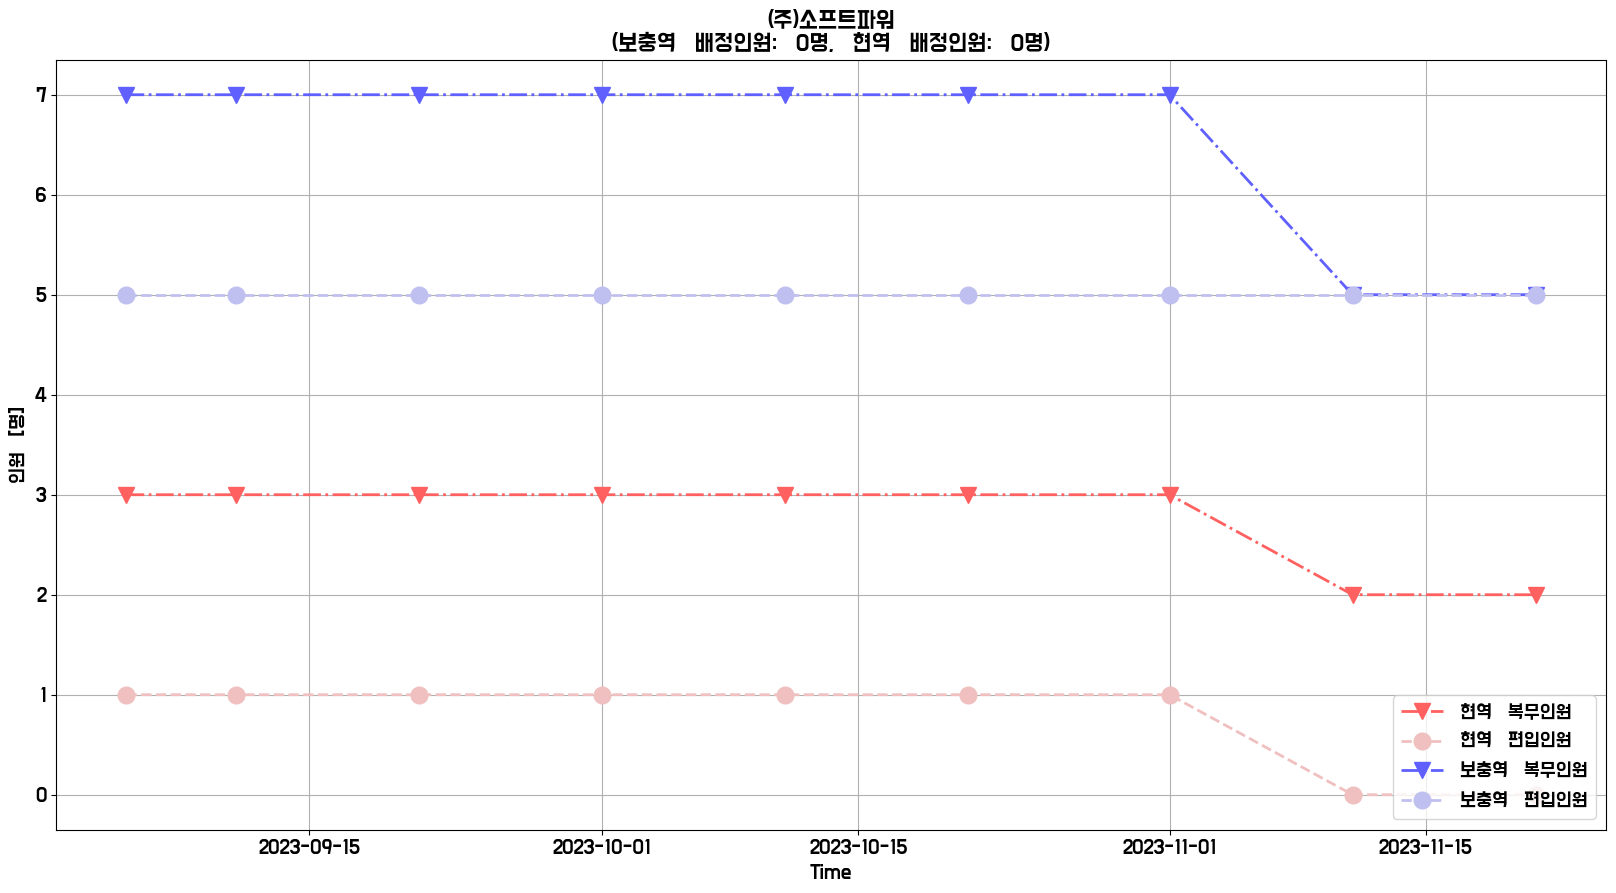 (주)소프트파워
(보충역 배정인원: 0명, 현역 배정인원: 0명)
인원 [명]
7
6
5
4
3
2
1
0
현역 복무인원
현역 편입인원
보충역 복무인원
보충역 편입인원
2023-09-15
2023-10-01
2023-10-15
2023-11-01
2023-11-15
Time